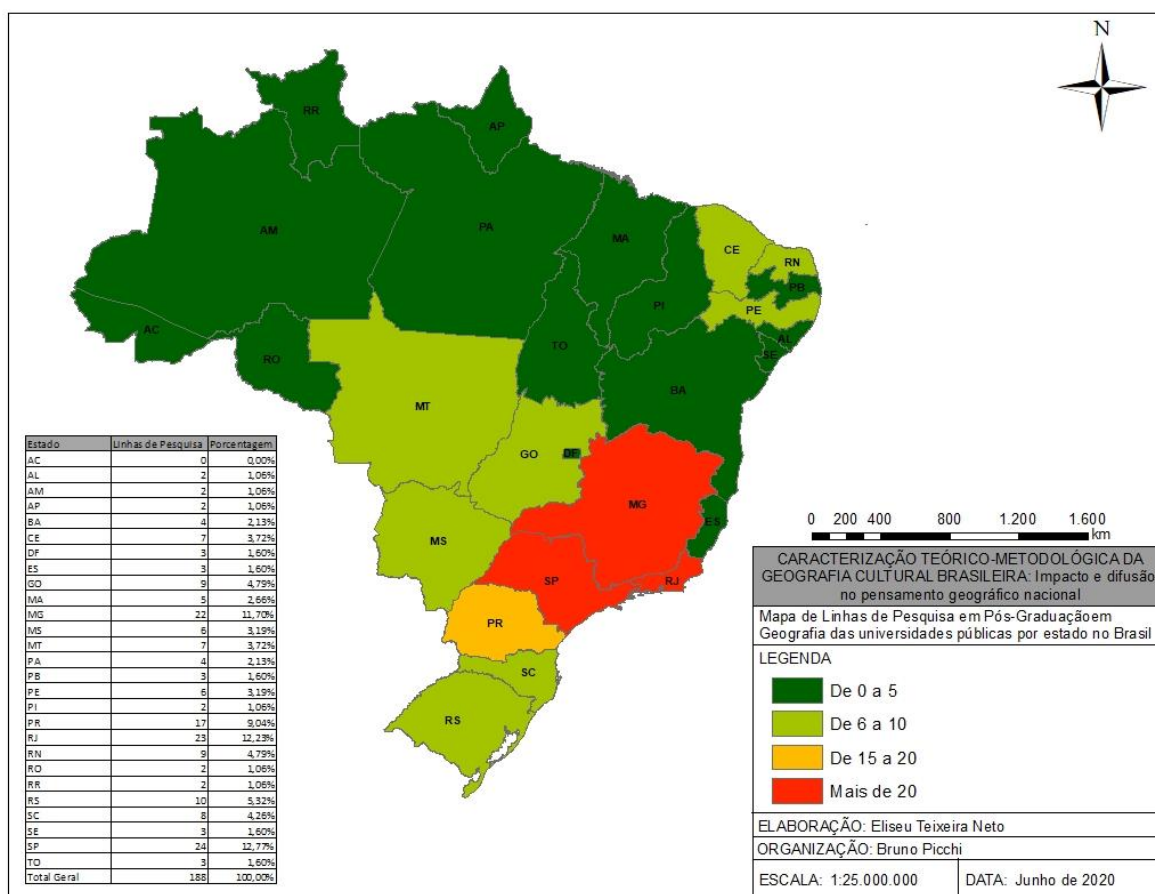 N
RR
AP
AM
PA
MA
CE
RN
PB
PI
PE
AC
AL
SE
TO
RO
BA
MT
GO
DF
MG
ES
MS
SP
RJ
PR
SC
RS
Estado Linhas de Pesquisa Porcentagem
AC 0 0,00%
AL 2 1,06%
AM 2 1,06%
AP 2 1,06%
BA 4 2,13%
CE 7 3,72%
DF 3 1,60%
ES 3 1,60%
GO 9 4,79%
MA 5 2,66%
MG 22 11,70%
MS 6 3,19%
MT 7 3,72%
PA 4 2,13%
PB 3 1,60%
PE 6 3,19%
PI 2 1,06%
PR 17 9,04%
RJ 23 12,23%
RN 9 4,79%
RO 2 1,06%
RR 2 1,06%
RS 10 5,32%
SC 8 4,26%
SE 3 1,60%
SP 24 12,77%
TO 3 1,60%
Total Geral 188 100,00%
0 200 400 800 1.200 1.600
km
CARACTERIZAÇÃO TEÓRICO-METODOLÓGICA DA
GEOGRAFIA CULTURAL BRASILEIRA: Impacto e difusão
no pensamento geográfico nacional
Mapa de Linhas de Pesquisa em Pós-Graduaçãoem
Geografia das universidades públicas por estado no Brasil
LEGENDA
De 0 a 5
De 6 a 10
De 15 a 20
Mais de 20
ELABORAÇÃO: Eliseu Teixeira Neto
ORGANIZAÇÃO: Bruno Picchi
ESCALA: 1:25.000.000 DATA: Junho de 2020